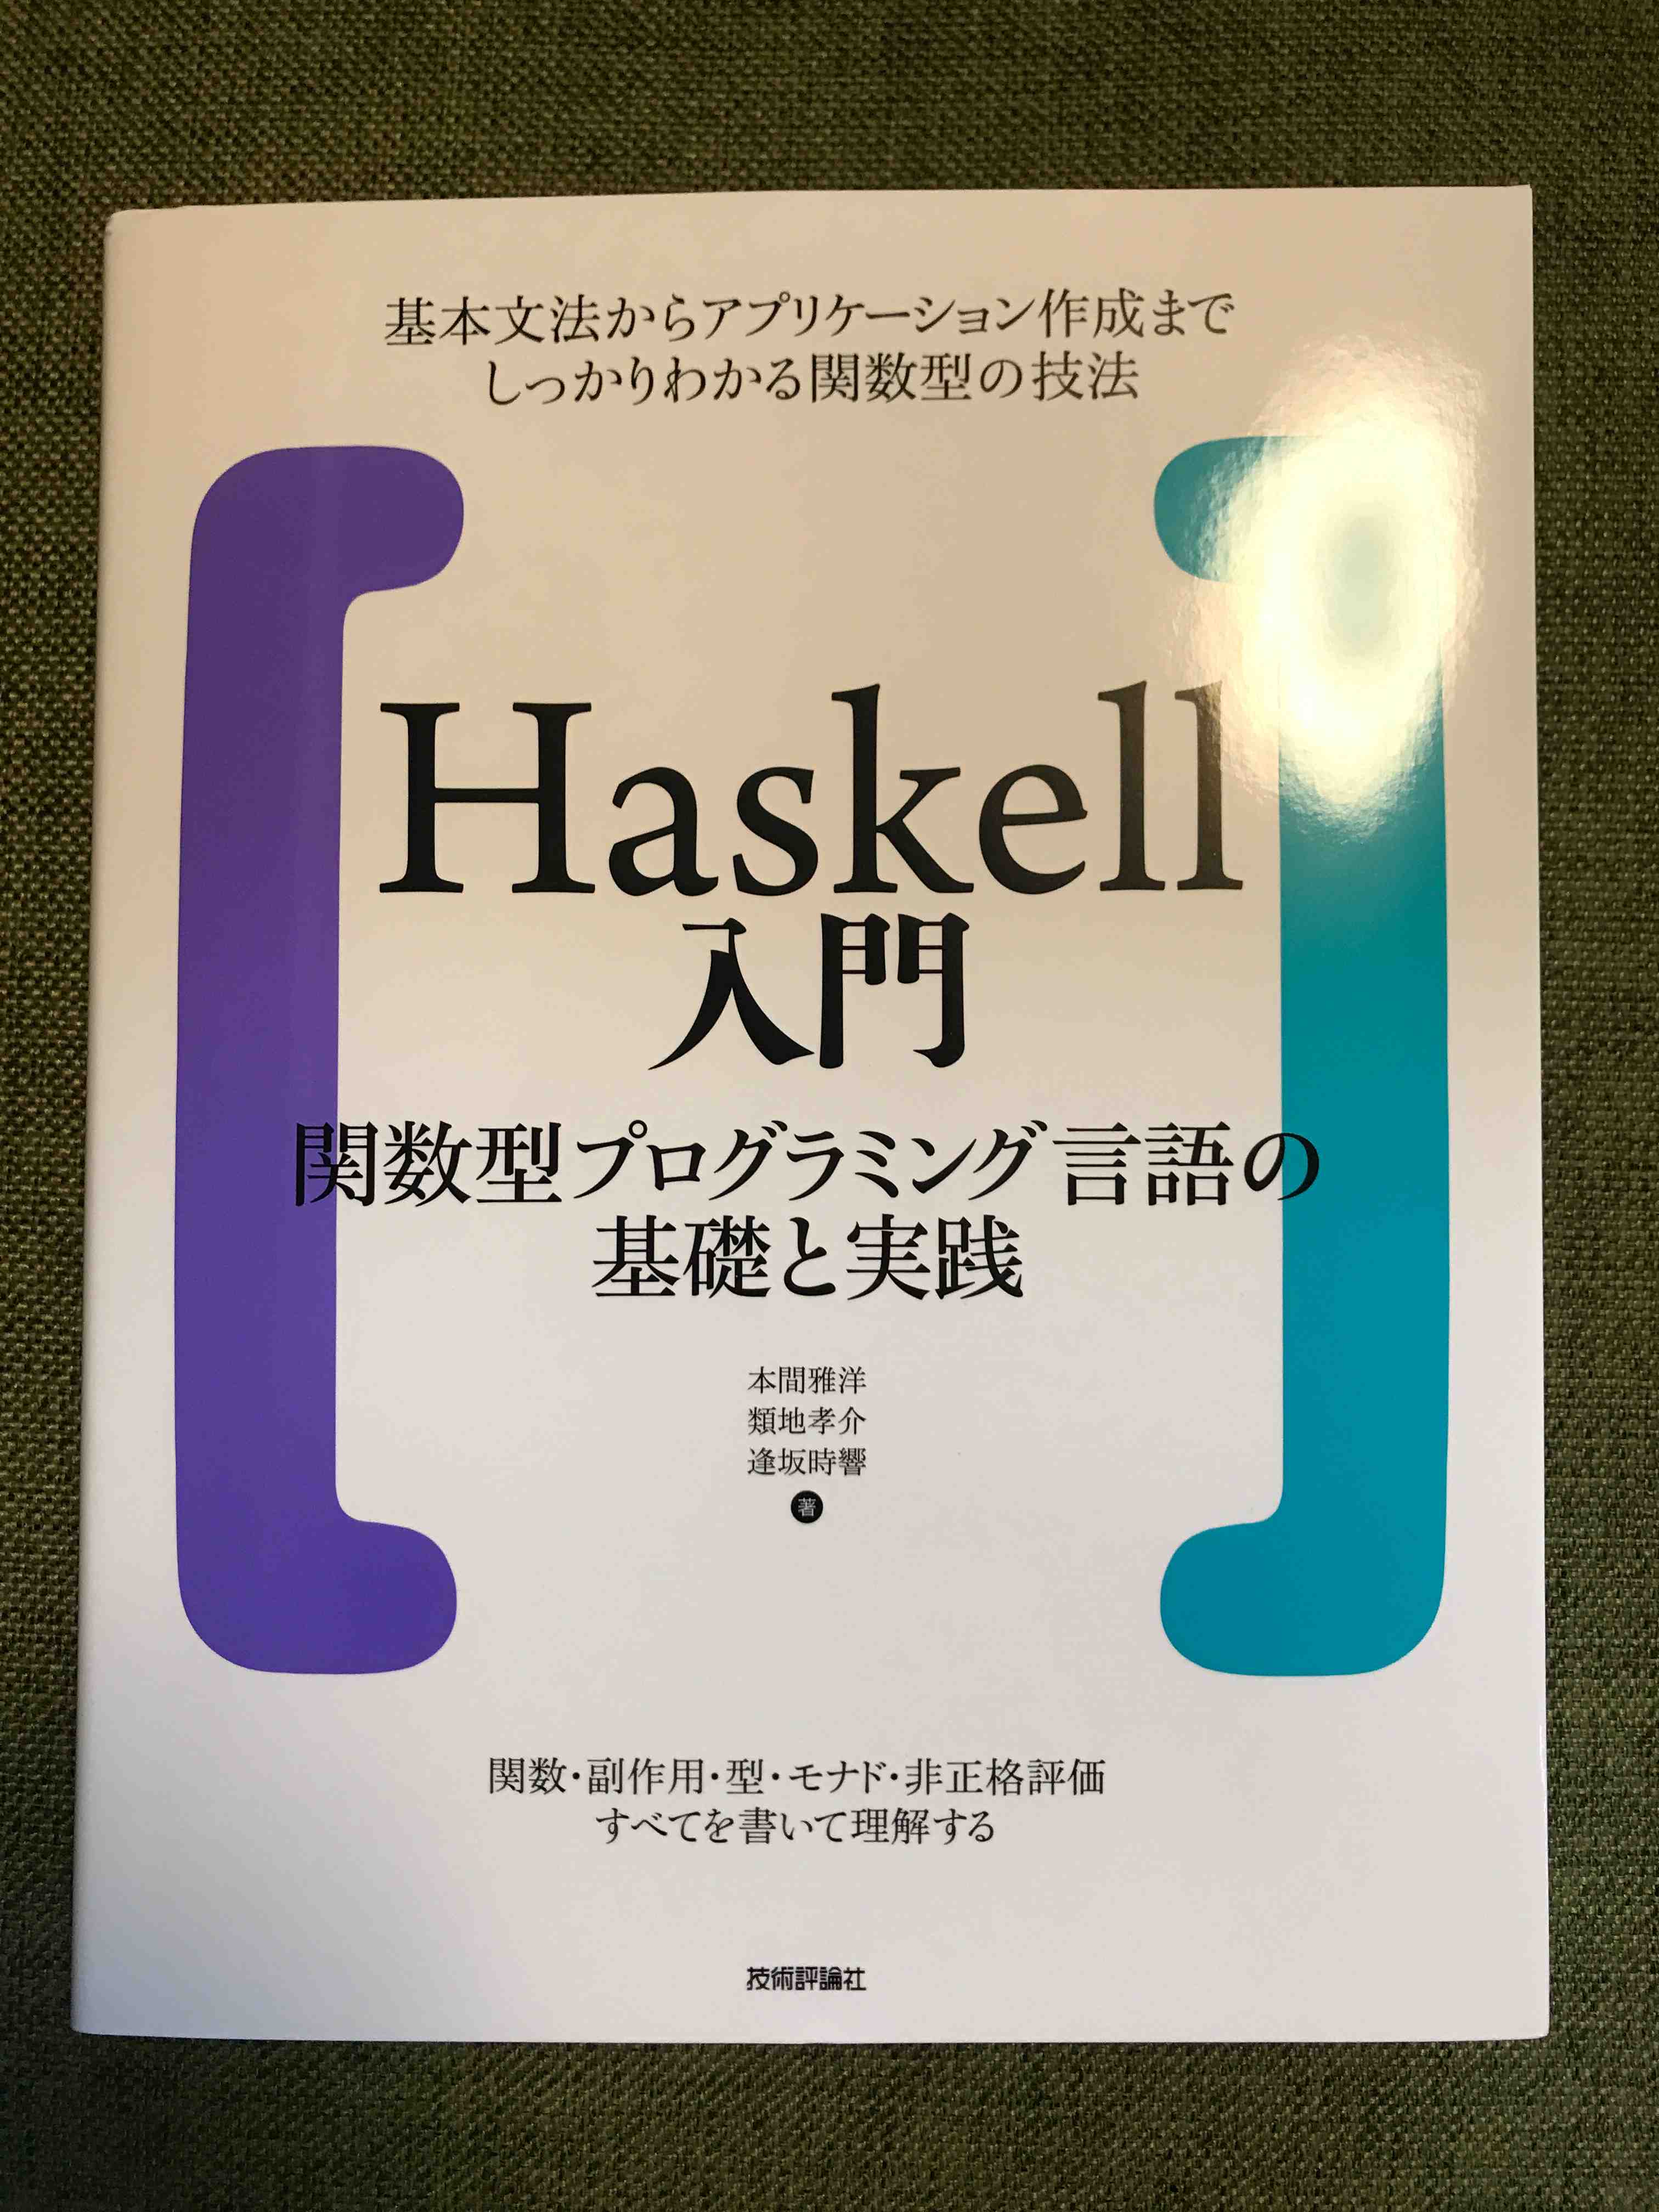 基本文法からアプリケーション作成まで
しっかりわかる関数型の技法
Haskell
入門
関数型プログラミング言語の
基礎と実践
本間雅洋
類地孝介
逢坂時響
著
関数・副作用・型・モナド・非正格評価
すべてを書いて理解する
技術評論社